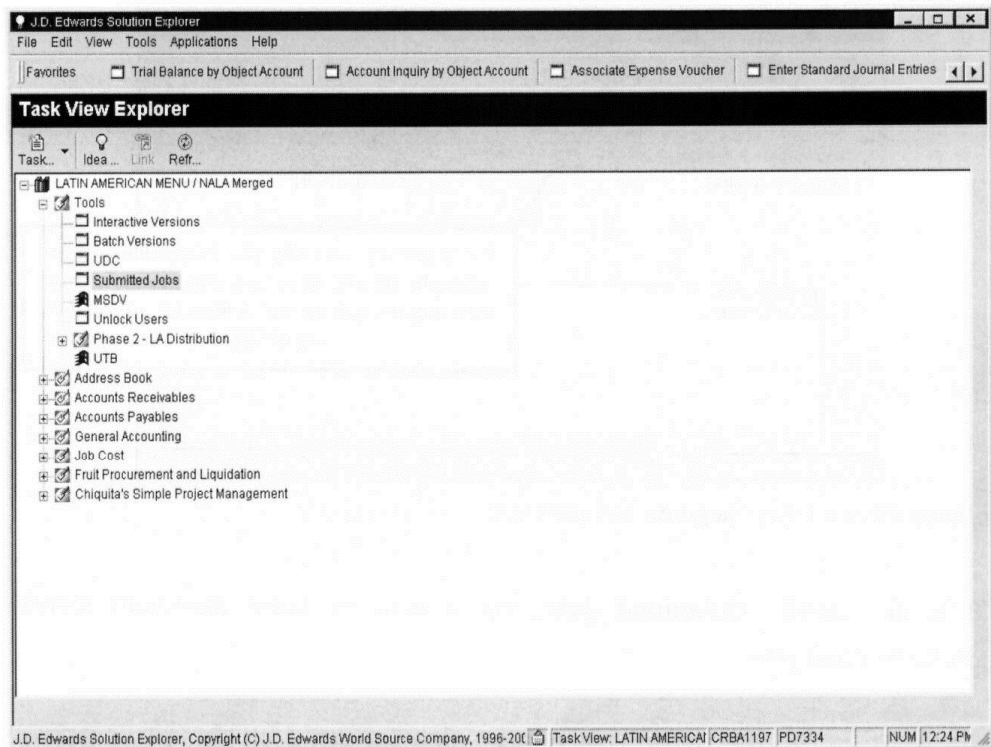 J.D. Edwards Solution Explorer
File Edit View Tools Applications Help
Favorites Trial Balance by Object Account Account Inquiry by Object Account Associate Expense Voucher Enter Standard Journal Entries
Task View Explorer
Task... Idea ... Link Refr...
LATIN AMERICAN MENU / NALA Merged
Tools
Interactive Versions
Batch Versions
UDC
Submitted Jobs
MSDV
Unlock Users
Phase 2 - LA Distribution
UTB
Address Book
Accounts Receivables
Accounts Payables
General Accounting
Job Cost
Fruit Procurement and Liquidation
Chiquita's Simple Project Management
J.D. Edwards Solution Explorer, Copyright (C) J.D. Edwards World Source Company, 1996-200 Task View: LATIN AMERICAI CRBA1197 PD7334 NUM 12:24 PM